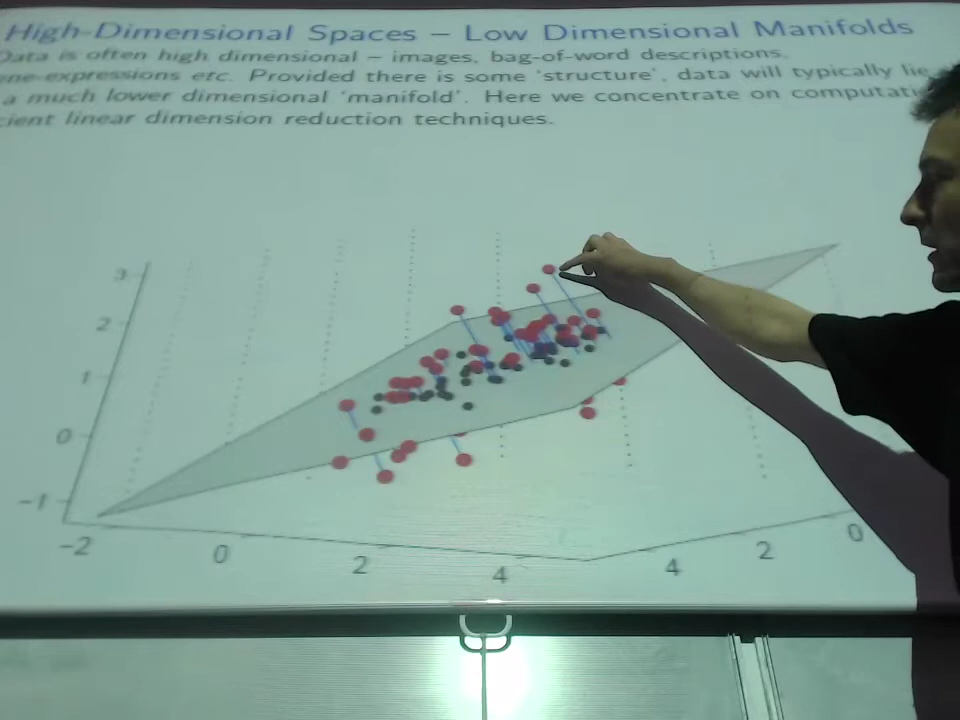 High-Dimensional Spaces – Low Dimensional Manifolds
Data is often high dimensional – images, bag-of-word descriptions,
ene-expressions etc. Provided there is some 'structure', data will typically lie
a much lower dimensional 'manifold'. Here we concentrate on computati
cient linear dimension reduction techniques.
3
2
1
0
−1
−2
0
2
4
4
2
0